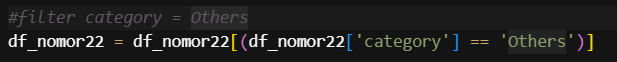 #filter category = Others
df_nomor22 = df_nomor22[(df_nomor22['category'] == 'Others')]